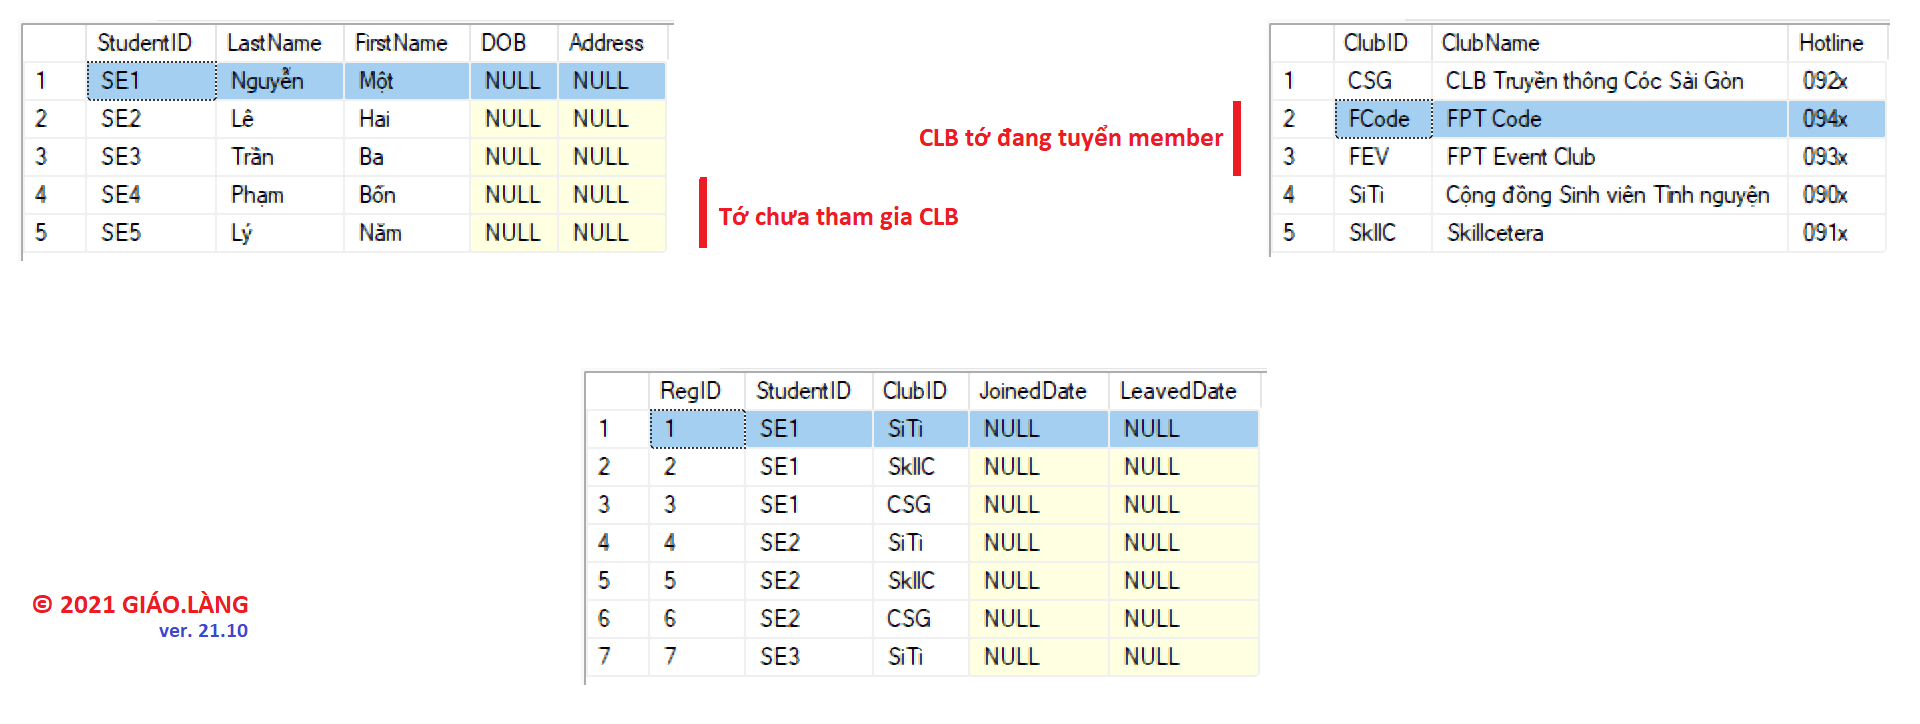 StudentID LastName FirstName DOB Address
1 SE1 Nguyễn Một NULL NULL
2 SE2 Lê Hai NULL NULL
3 SE3 Trần Ba NULL NULL
4 SE4 Phạm Bốn NULL NULL
5 SE5 Lý Năm NULL NULL
Tớ chưa tham gia CLB
CLB tớ đang tuyển member
ClubID ClubName Hotline
1 CSG CLB Truyền thông Cóc Sài Gòn 092x
2 FCode FPT Code 094x
3 FEV FPT Event Club 093x
4 SiTi Cộng đồng Sinh viên Tình nguyện 090x
5 SkllC Skillcetera 091x
RegID StudentID ClubID JoinedDate LeavedDate
1 1 SE1 SiTi NULL NULL
2 2 SE1 SkllC NULL NULL
3 3 SE1 CSG NULL NULL
4 4 SE2 SiTi NULL NULL
5 5 SE2 SkllC NULL NULL
6 6 SE2 CSG NULL NULL
7 7 SE3 SiTi NULL NULL
© 2021 GIÁO.LÀNG
ver. 21.10